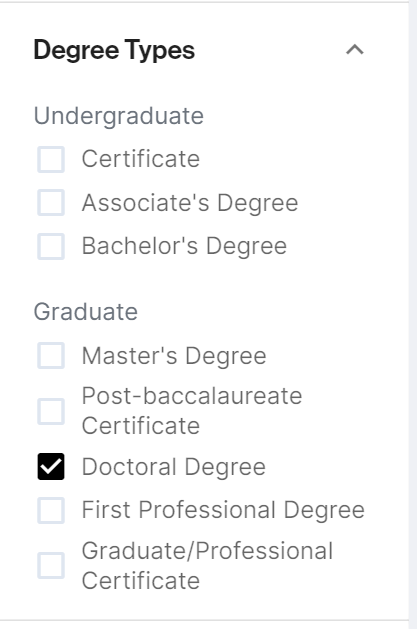 Degree Types
Undergraduate
Certificate
Associate's Degree
Bachelor's Degree
Graduate
Master's Degree
Post-baccalaureate
Certificate
Doctoral Degree
First Professional Degree
Graduate/Professional
Certificate